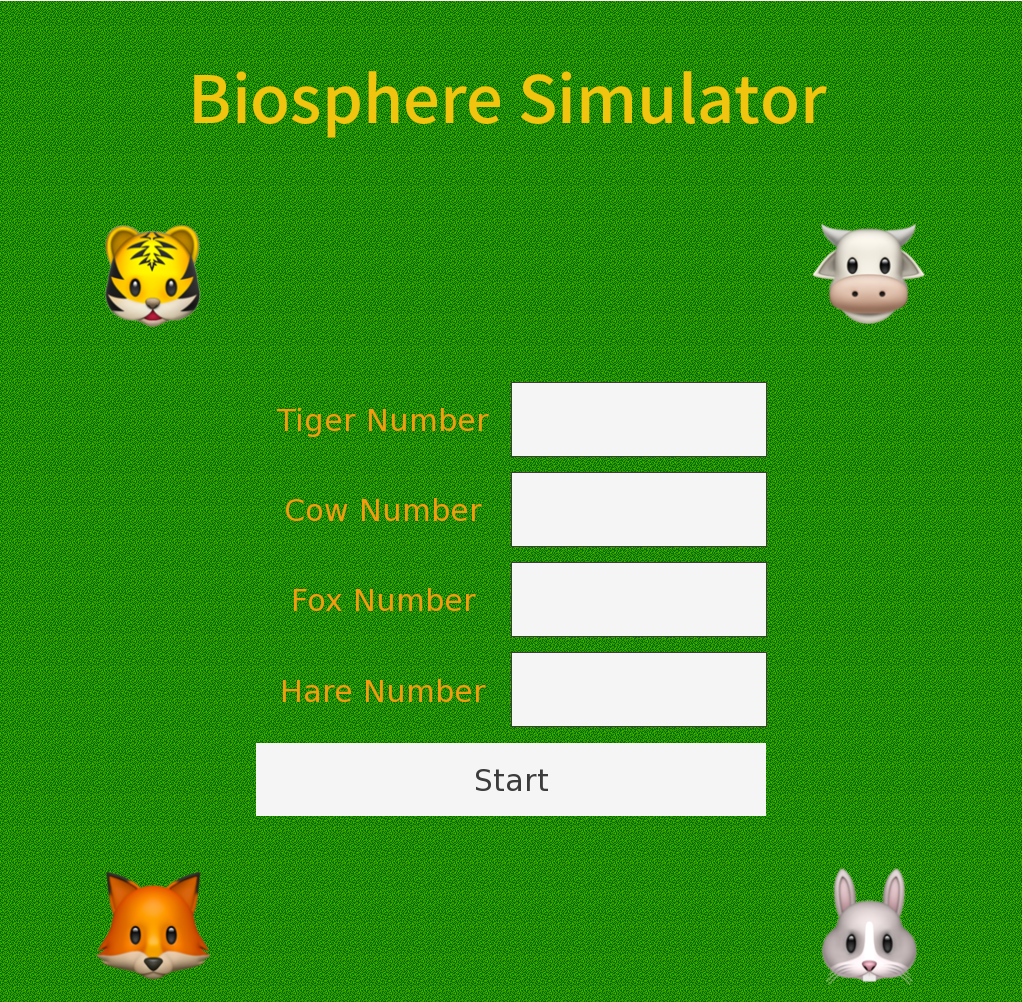 Biosphere Simulator
Tiger Number
Cow Number
Fox Number
Hare Number
Start